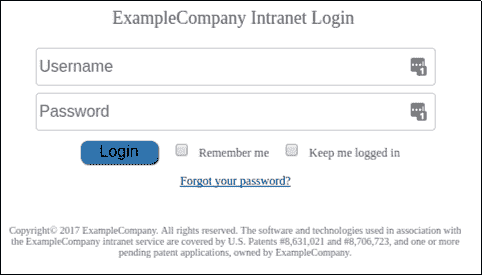 ExampleCompany Intranet Login
Username
Password
Login Remember me Keep me logged in
Forgot your password?
Copyright© 2017 ExampleCompany. All rights reserved. The software and technologies used in association with
the ExampleCompany intranet service are covered by U.S. Patents #8,631,021 and #8,706,723, and one or more
pending patent applications, owned by ExampleCompany.